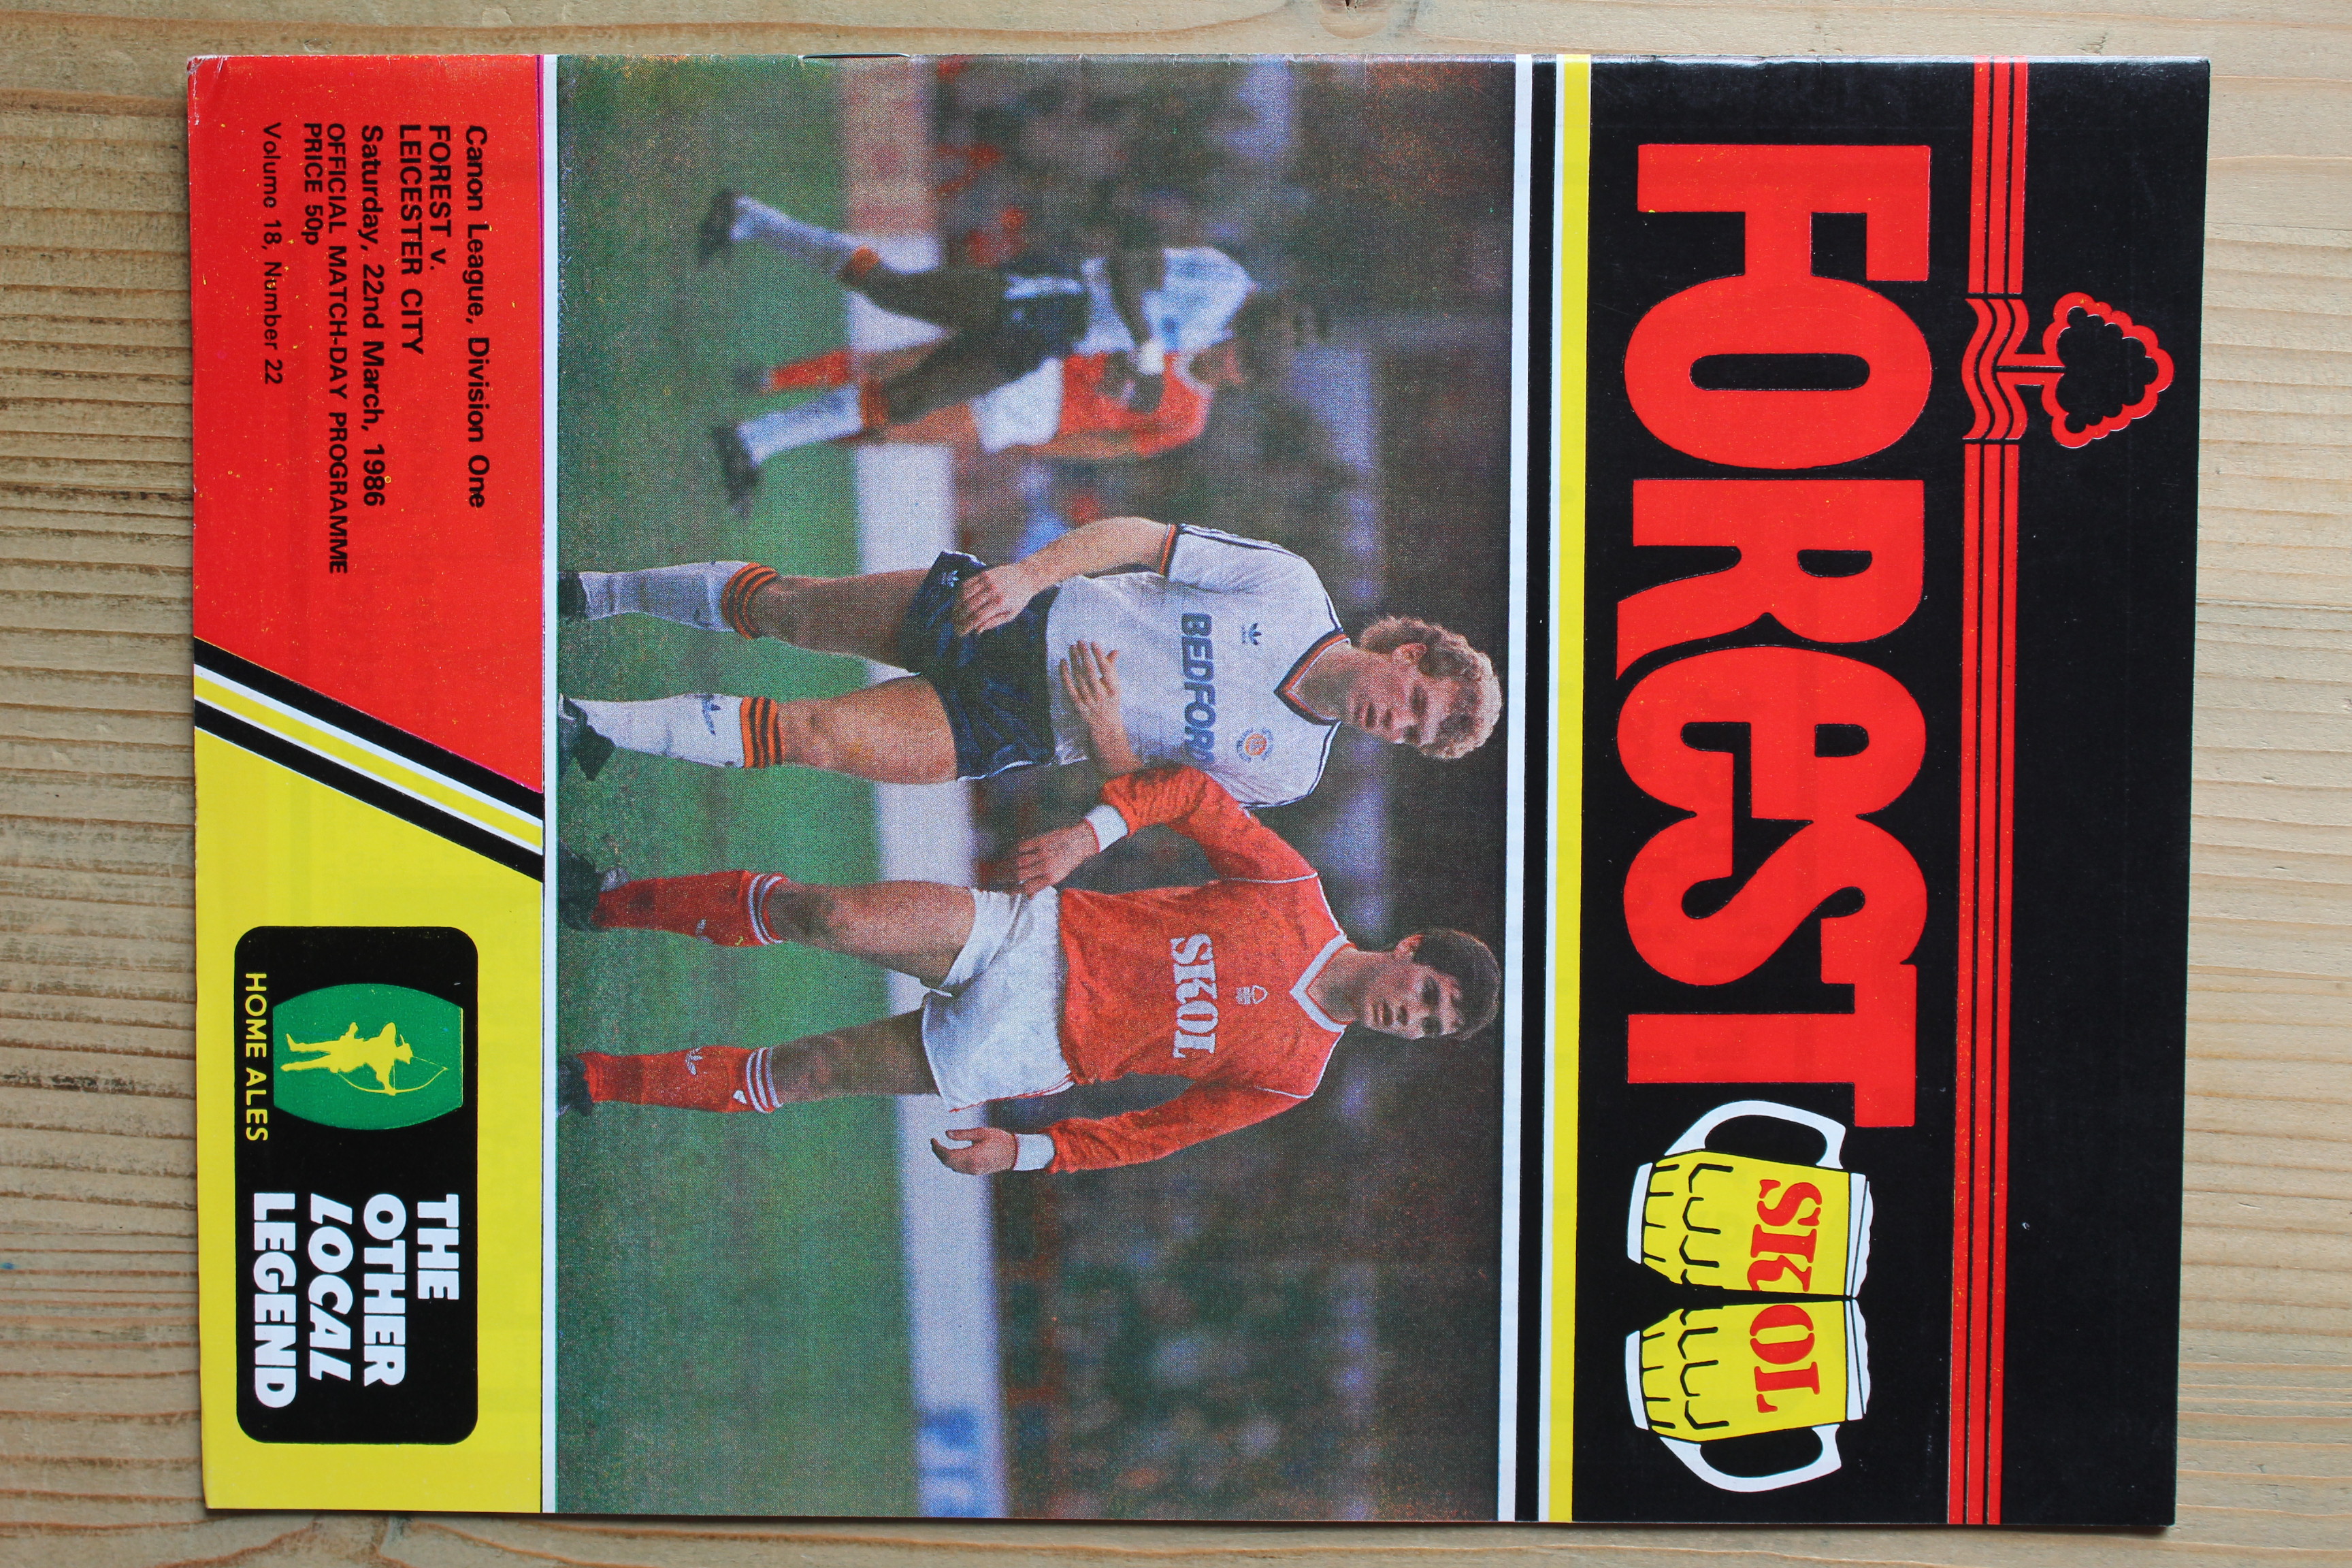 FOREST
SKOL
BEDFORD
SKOL
Canon League, Division One
FOREST v.
LEICESTER CITY
Saturday, 22nd March, 1986
OFFICIAL MATCH-DAY PROGRAMME
PRICE 50p
Volume 18, Number 22
HOME ALES
THE
OTHER
LOCAL
LEGEND